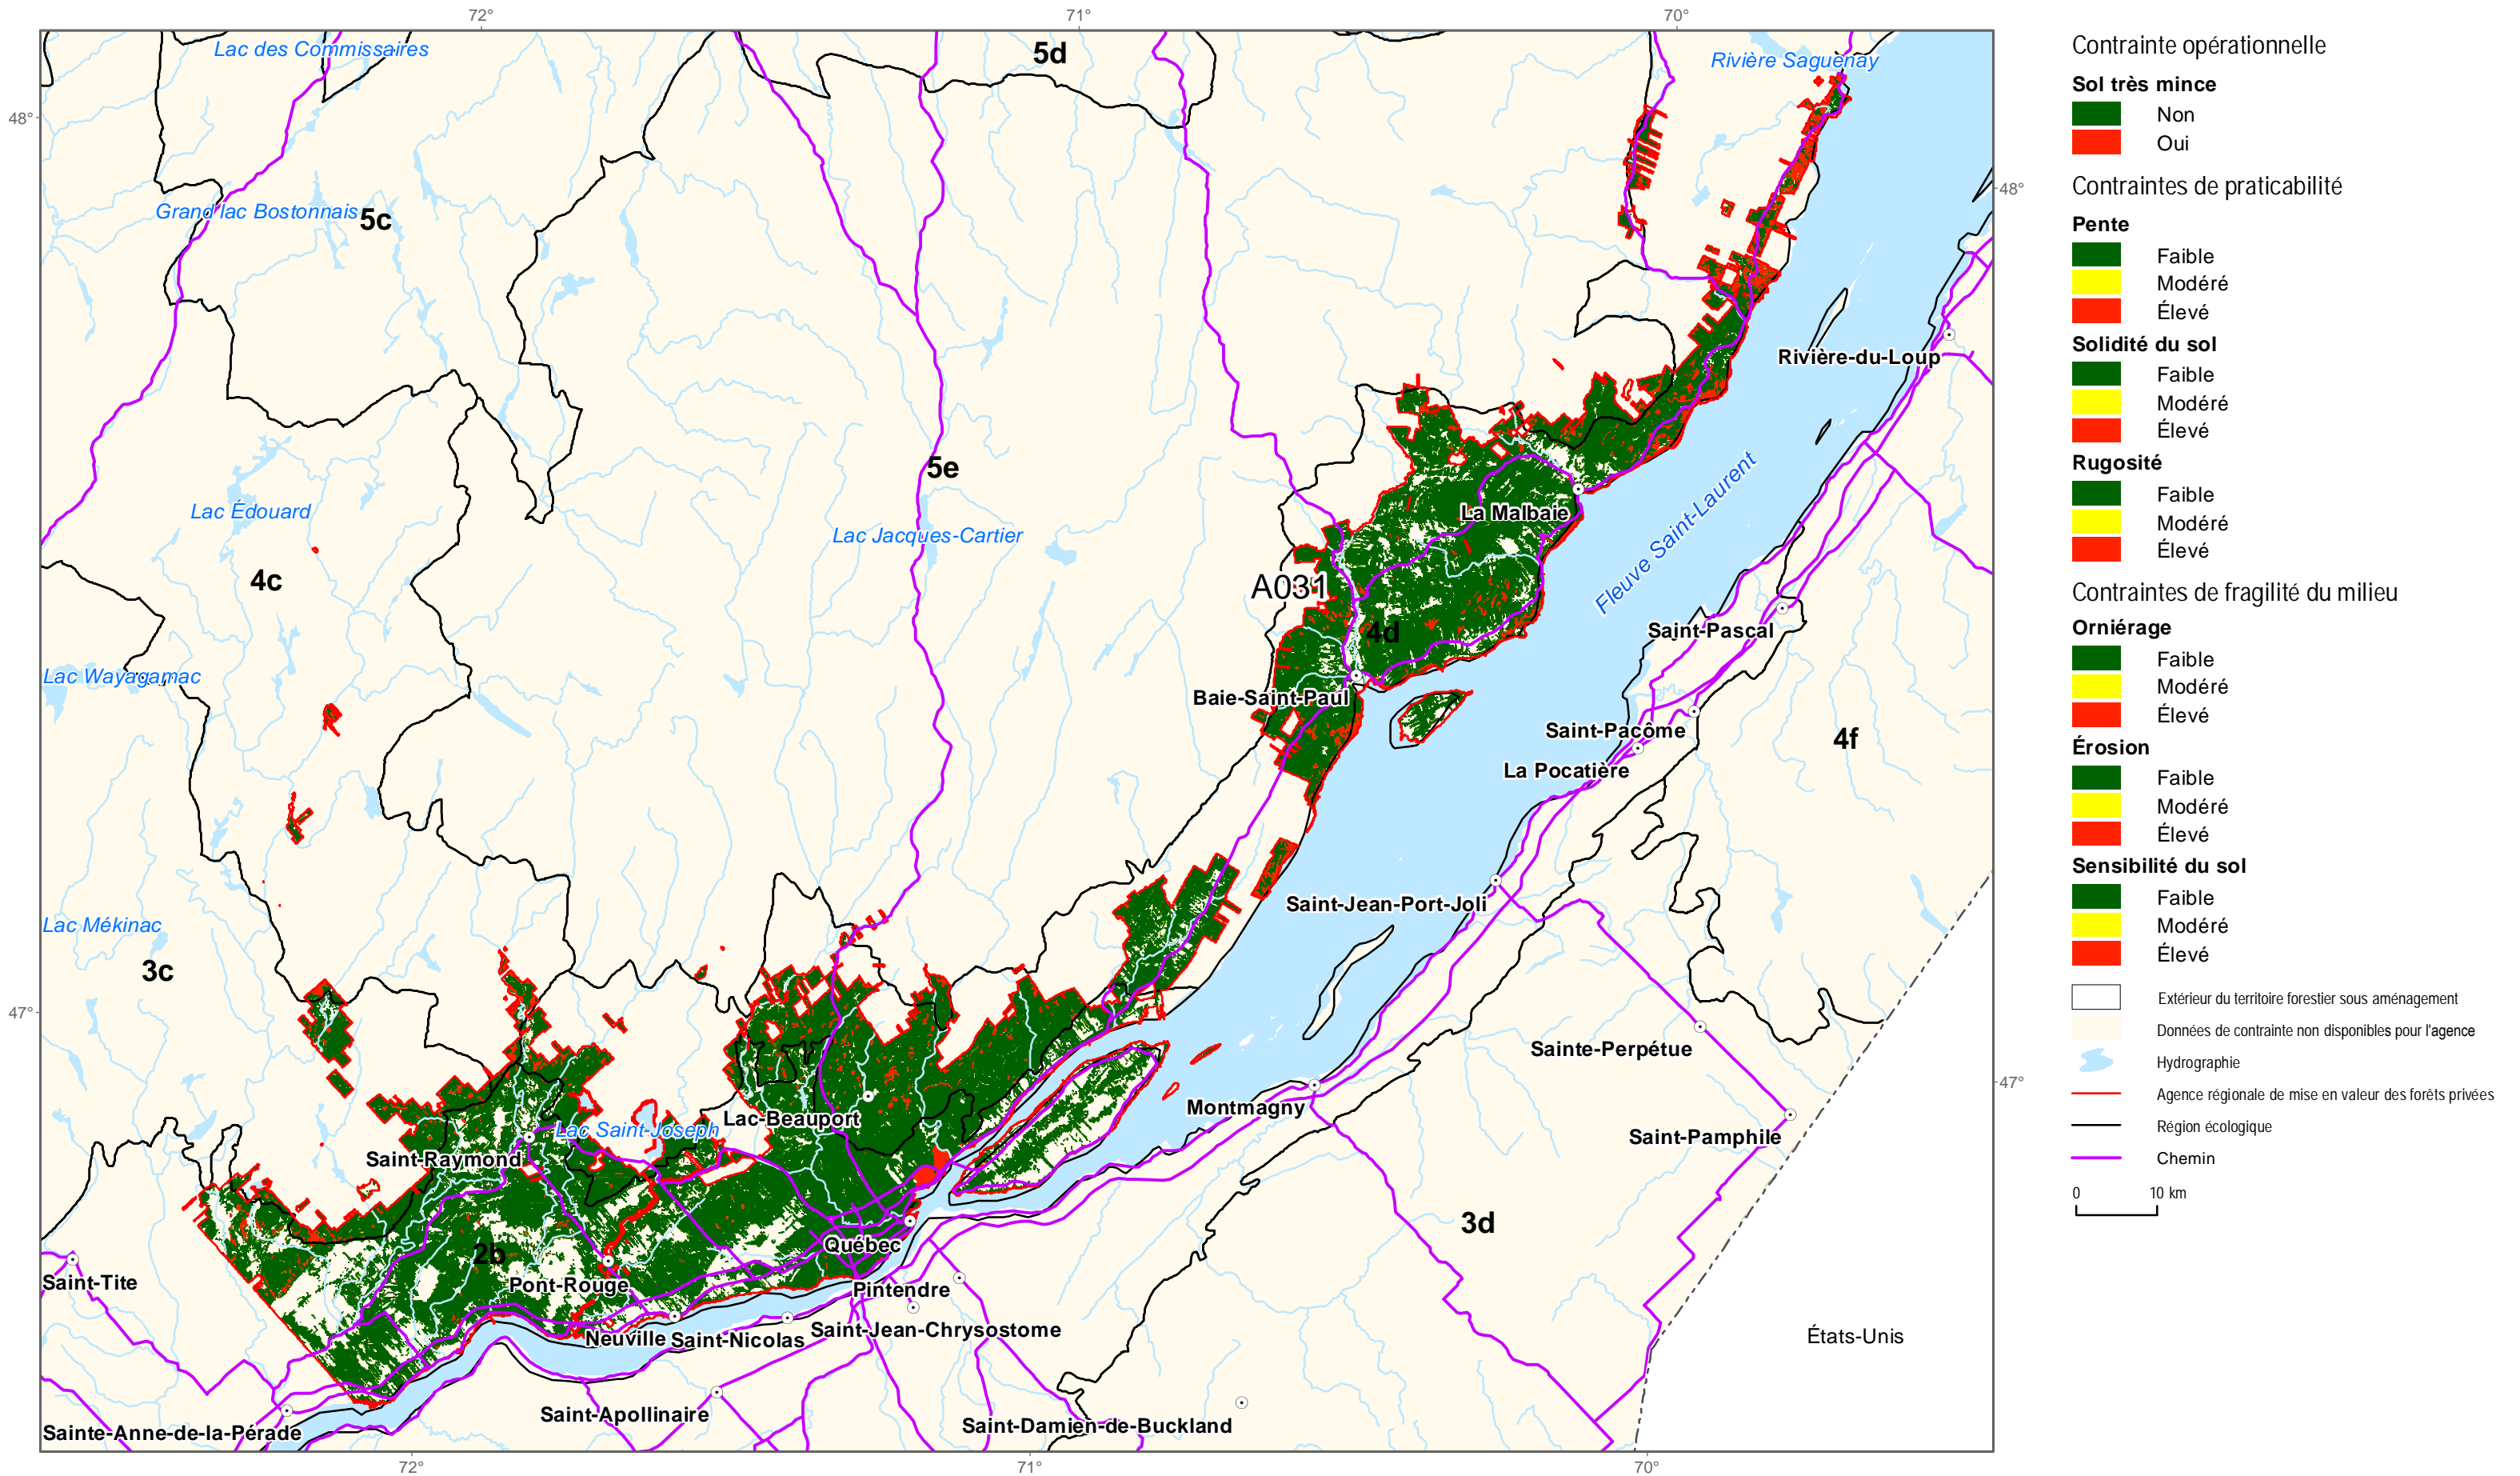 72°
71°
70°
Lac des Commissaires
5d
Rivière Saguenay
48°
48°
Grand lac Bostonnais
5c
Rivière-du-Loup
5e
Lac Édouard
Lac Jacques-Cartier
La Malbaie
Fleuve Saint-Laurent
4c
A031
4d
Saint-Pascal
Lac Wayagamac
Baie-Saint-Paul
Saint-Pacôme
4f
La Pocatière
Saint-Jean-Port-Joli
Lac Mékinac
3c
47°
Sainte-Perpétue
47°
Montmagny
Lac-Beauport
Lac Saint-Joseph
Saint-Pamphile
Saint-Raymond
3d
Québec
2b
Saint-Tite
Pont-Rouge
Pintendre
Neuville
Saint-Nicolas
Saint-Jean-Chrysostome
États-Unis
Saint-Apollinaire
Saint-Damien-de-Buckland
Sainte-Anne-de-la-Pérade
72°
71°
70°
Contrainte opérationnelle
Sol très mince
Non
Oui
Contraintes de praticabilité
Pente
Faible
Modéré
Élevé
Solidité du sol
Faible
Modéré
Élevé
Rugosité
Faible
Modéré
Élevé
Contraintes de fragilité du milieu
Orniérage
Faible
Modéré
Élevé
Érosion
Faible
Modéré
Élevé
Sensibilité du sol
Faible
Modéré
Élevé
Extérieur du territoire forestier sous aménagement
Données de contrainte non disponibles pour l'agence
Hydrographie
Agence régionale de mise en valeur des forêts privées
Région écologique
Chemin
0 10 km